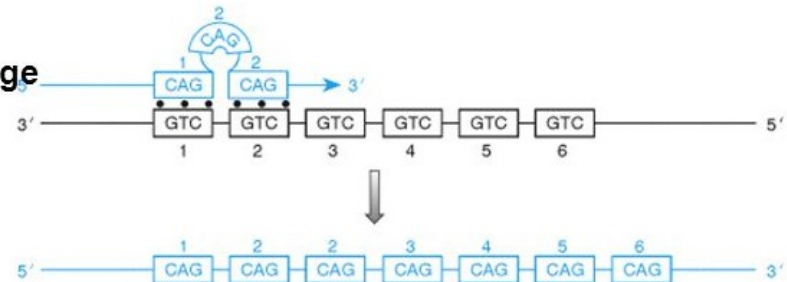 2
CAG
ge
1 2
5′ CAG CAG 3′
3′ GTC GTC GTC GTC GTC GTC 5′
1 2 3 4 5 6
1 2 2 3 4 5 6
5′ CAG CAG CAG CAG CAG CAG CAG 3′